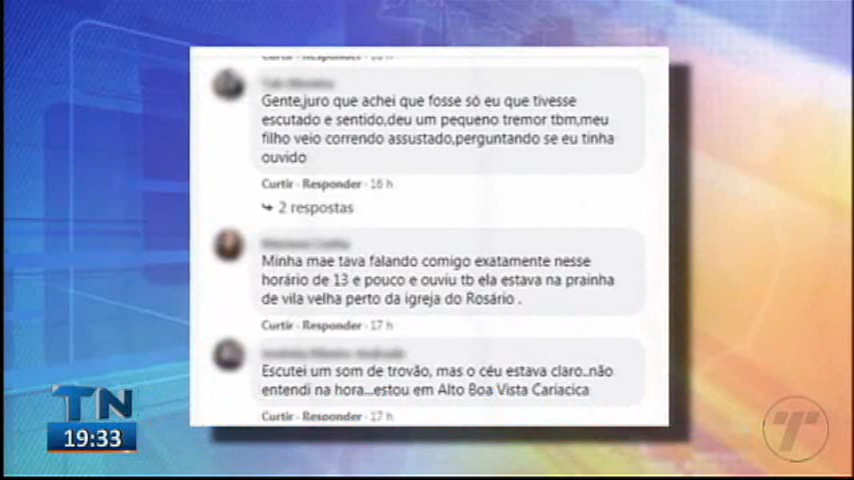 Curtir · Responder
Gente,juro que achei que fosse só eu que tivesse
escutado e sentido,deu um pequeno tremor tbm,meu
filho veio correndo assustado,perguntando se eu tinha
ouvido
Curtir · Responder · 16 h
2 respostas
Minha mae tava falando comigo exatamente nesse
horário de 13 e pouco e ouviu tb ela estava na prainha
de vila velha perto da igreja do Rosário .
Curtir · Responder · 17 h
Escutei um som de trovão, mas o céu estava claro..não
entendi na hora...estou em Alto Boa Vista Cariacica
Curtir · Responder · 17 h
TN
19:33
T